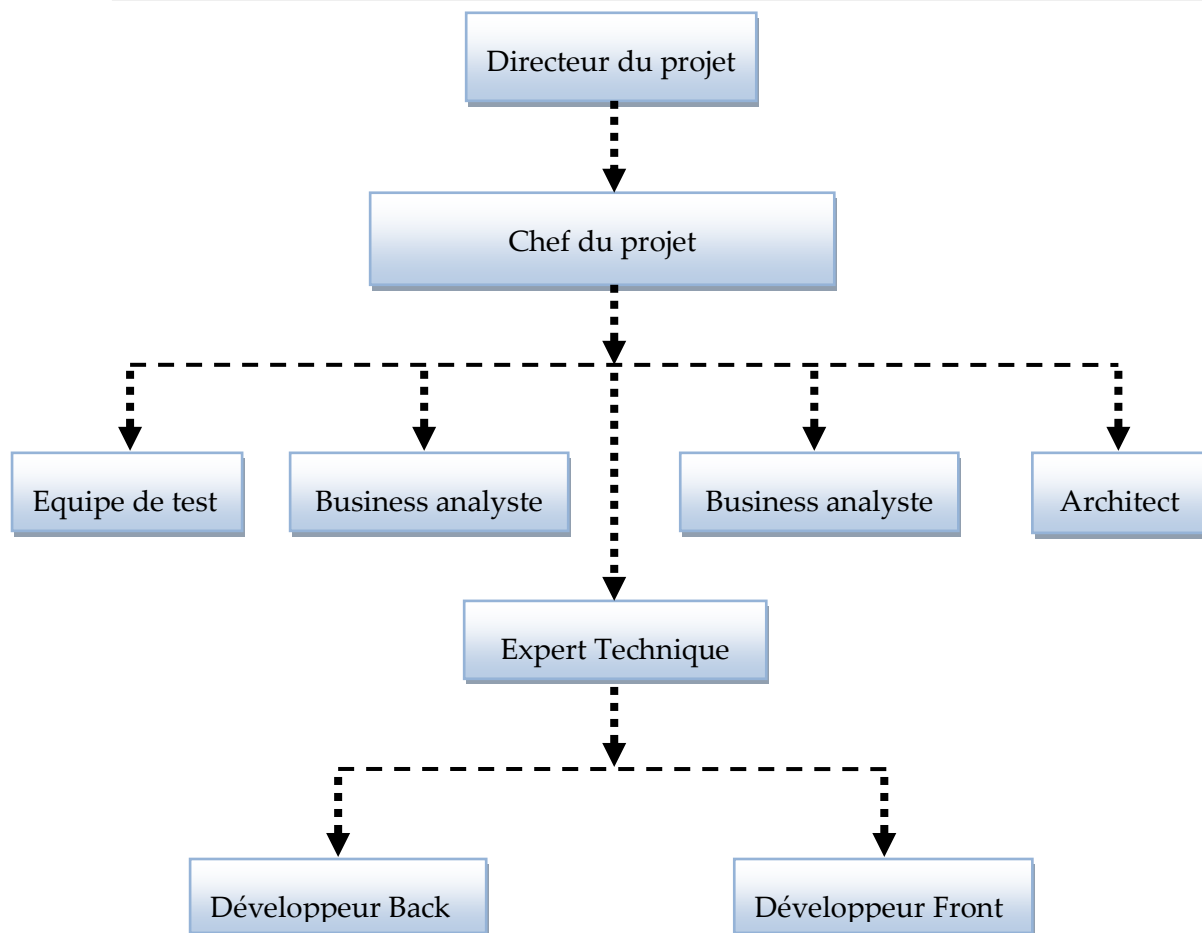 Directeur du projet
Chef du projet
Equipe de test
Business analyste
Business analyste
Architect
Expert Technique
Développeur Back
Développeur Front